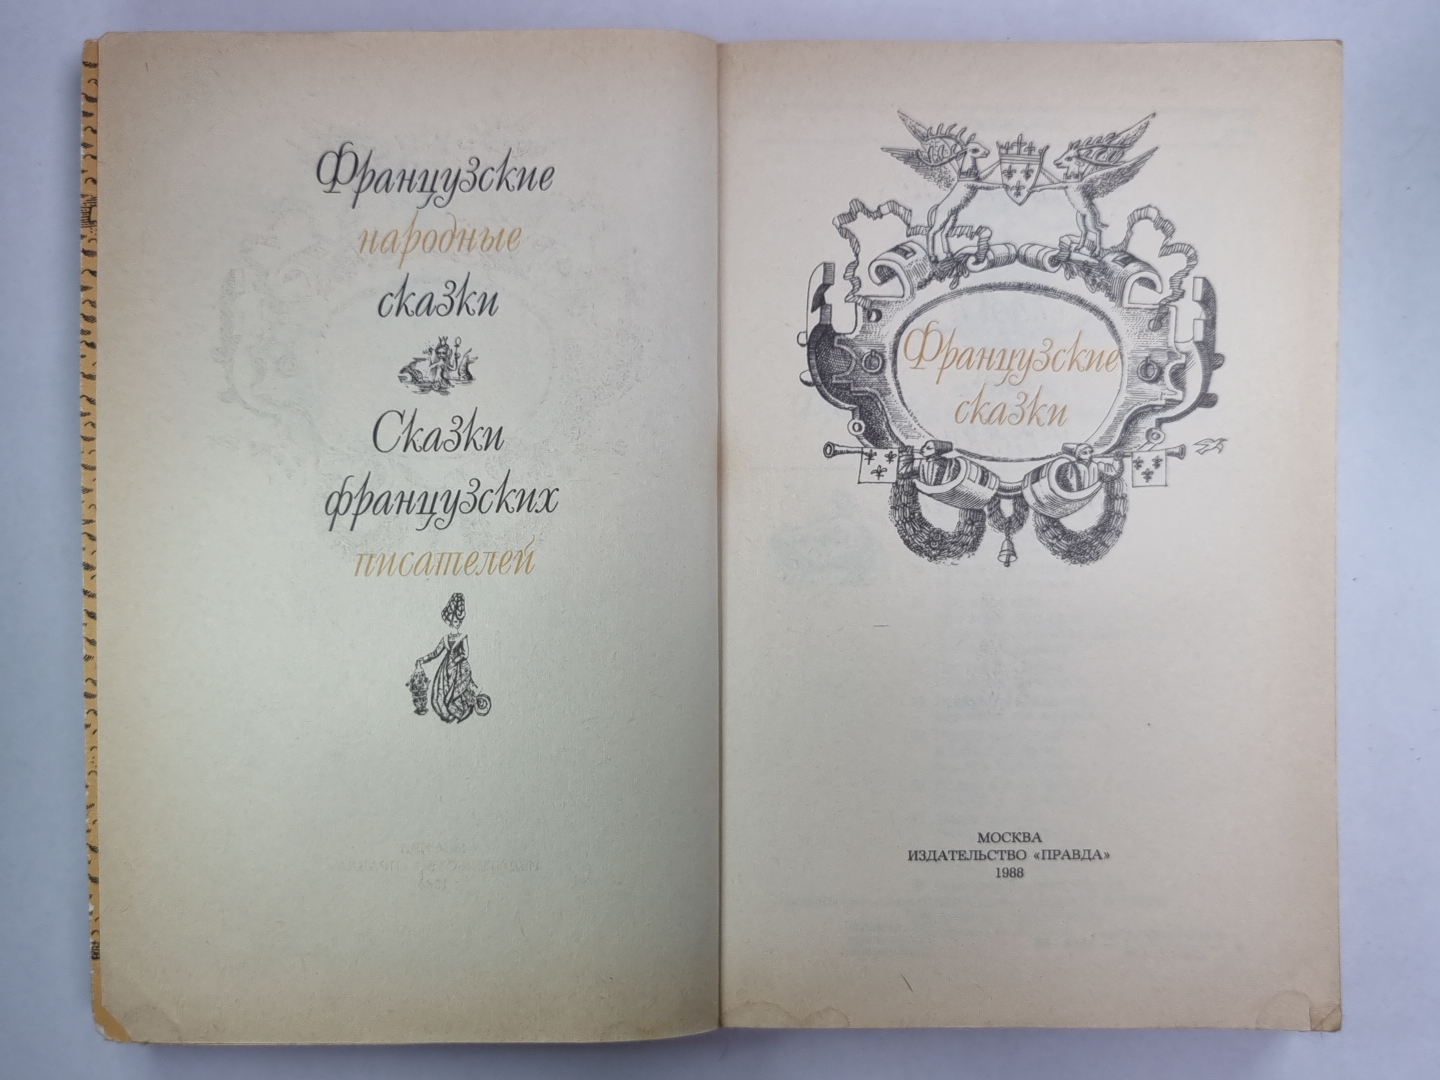 Французские
народные
сказки
Сказки
французских
писателей
Французские
сказки
МОСКВА
ИЗДАТЕЛЬСТВО «ПРАВДА»
1988